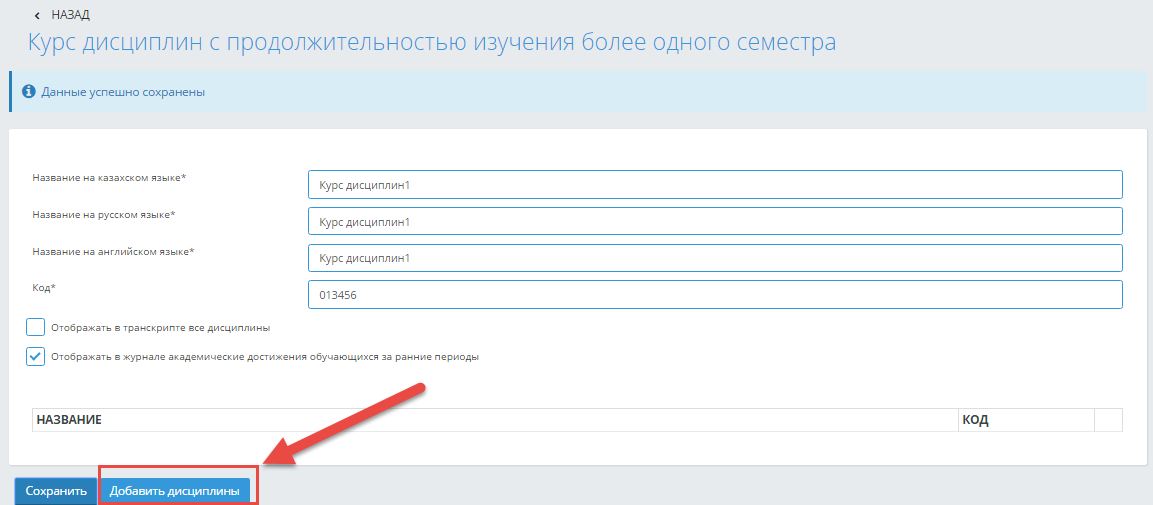 НАЗАД
Курс дисциплин с продолжительностью изучения более одного семестра
Данные успешно сохранены
Название на казахском языке*
Курс дисциплин1
Название на русском языке*
Курс дисциплин1
Название на английском языке*
Курс дисциплин1
Код*
013456
Отображать в транскрипте все дисциплины
Отображать в журнале академические достижения обучающихся за ранние периоды
НАЗВАНИЕ КОД
Сохранить Добавить дисциплины